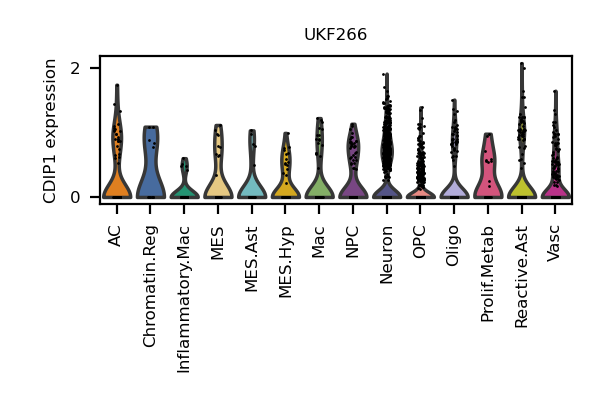 UKF266
CDIP1 expression
2
0
AC
Chromatin.Reg
Inflammatory.Mac
MES
MES.Ast
MES.Hyp
Mac
NPC
Neuron
OPC
Oligo
Prolif.Metab
Reactive.Ast
Vasc